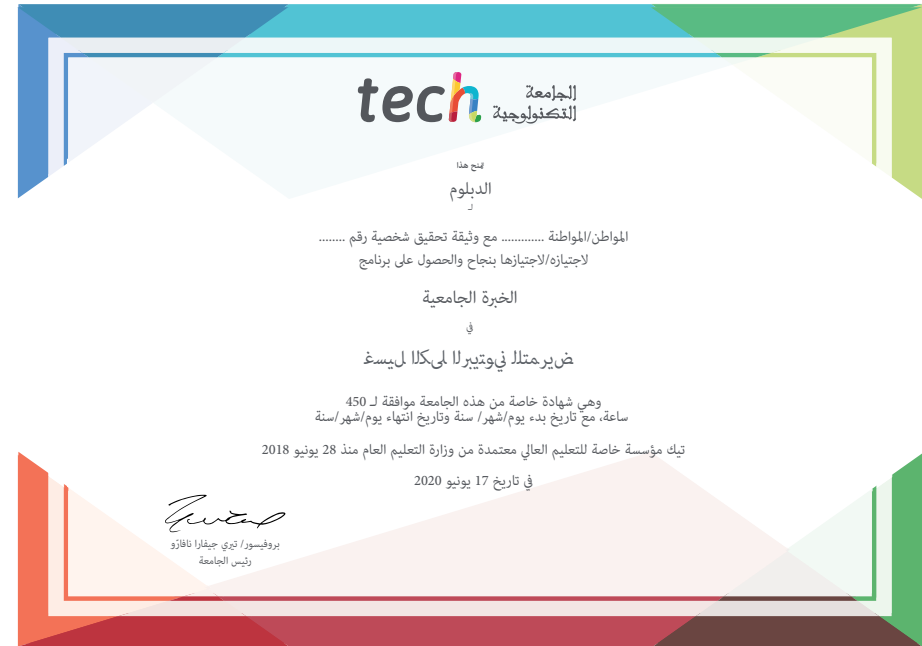 tech الجامعة
التكنولوجية
يمنح هذا
الدبلوم
لـ
المواطن/المواطنة ............. مع وثيقة تحقيق شخصية رقم ........
لاجتيازه/لاجتيازها بنجاح والحصول على برنامج
الخبرة الجامعية
في
ضيرمتلل ينوتيربلا ىلكلا ليسغ
وهي شهادة خاصة من هذه الجامعة موافقة لـ 450
ساعة، مع تاريخ بدء يوم/شهر/ سنة وتاريخ انتهاء يوم/شهر/سنة
تيك مؤسسة خاصة للتعليم العالي معتمدة من وزارة التعليم العام منذ 28 يونيو 2018
في تاريخ 17 يونيو 2020
بروفيسور/ تيري جيفارا نافارّو
رئيس الجامعة